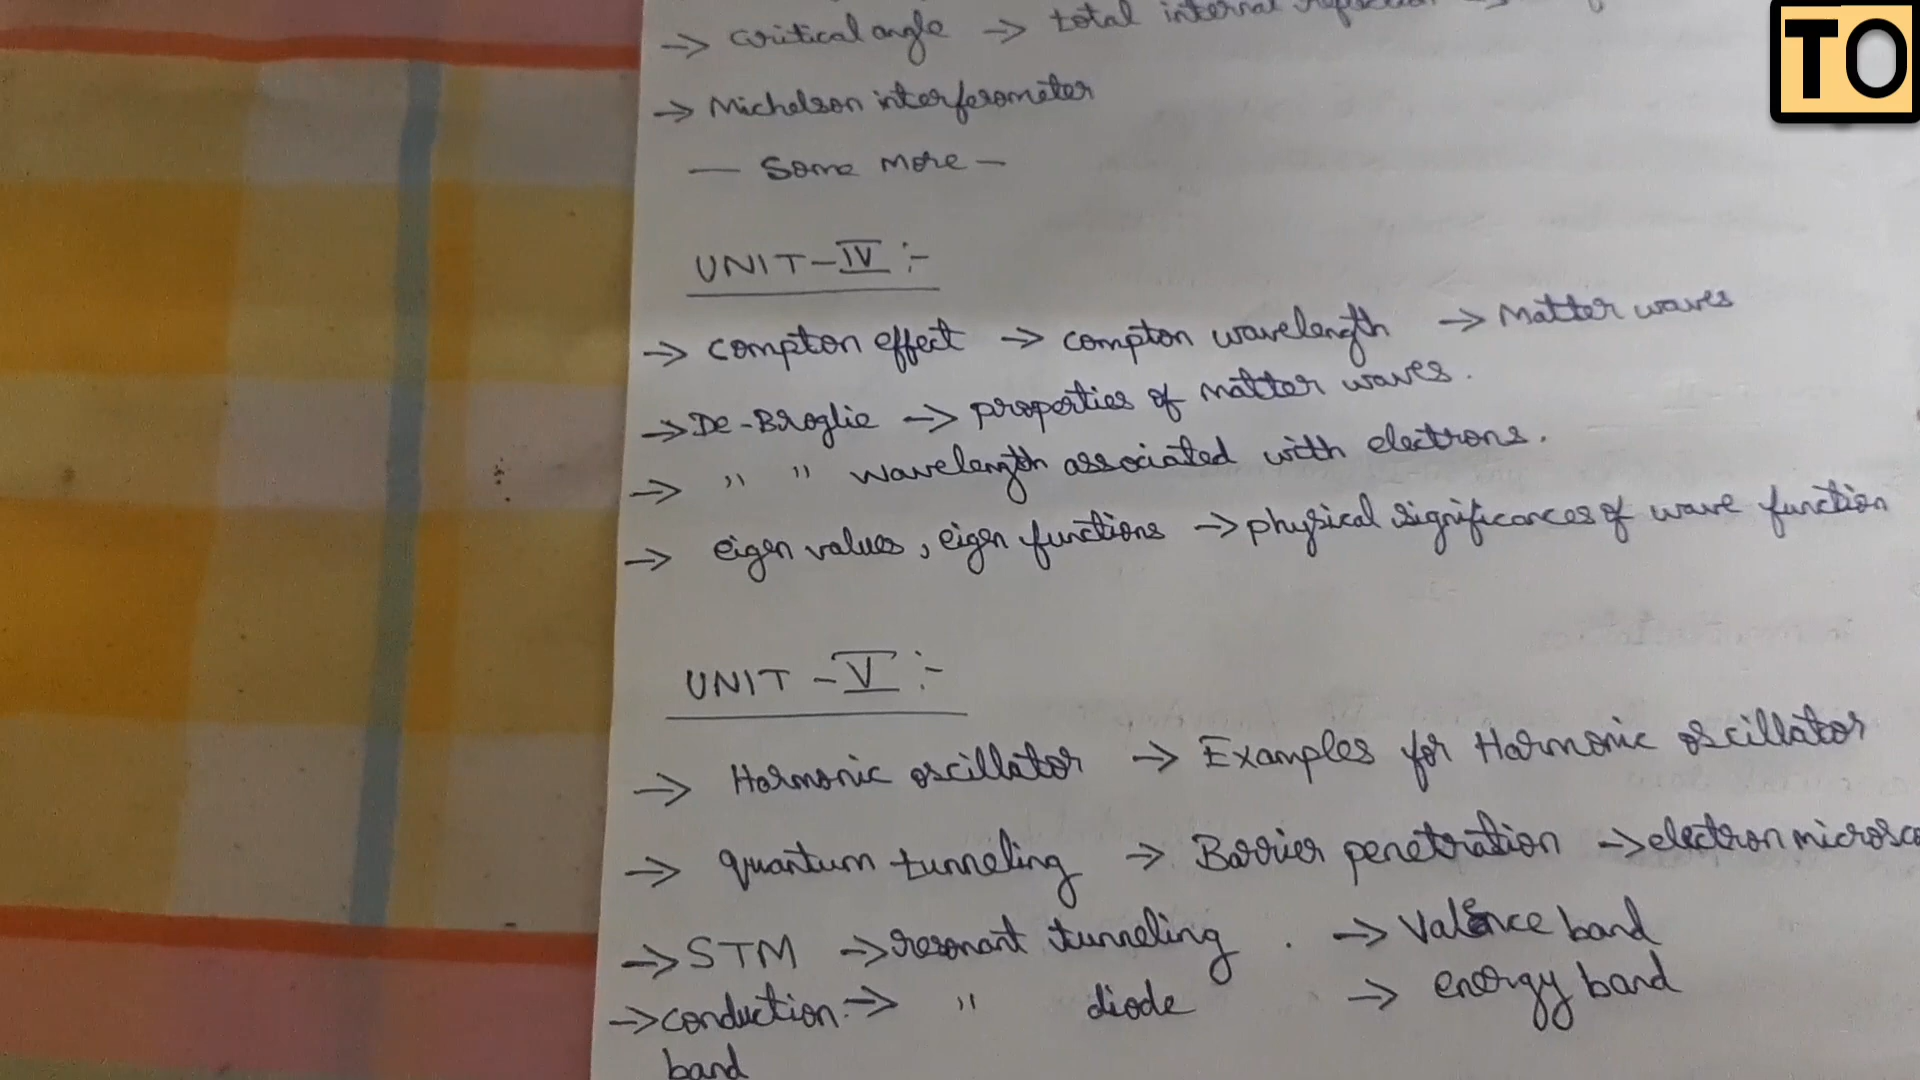 → critical angle → total internal
→ Michelson interferometer
— Some more —
UNIT-IV :-
→ compton effect → compton wavelength → Matter waves
→ De-Broglie → properties of matter waves.
→ " " wavelength associated with electrons.
→ eigen values, eigen functions → physical significances of wave function
UNIT-V :-
→ Harmonic oscillator → Examples for Harmonic oscillator
→ quantum tunneling → Barrier penetration → electron microsco
→ STM → resonant tunneling . → Valence band
→ conduction → " diode → energy band
band
TO